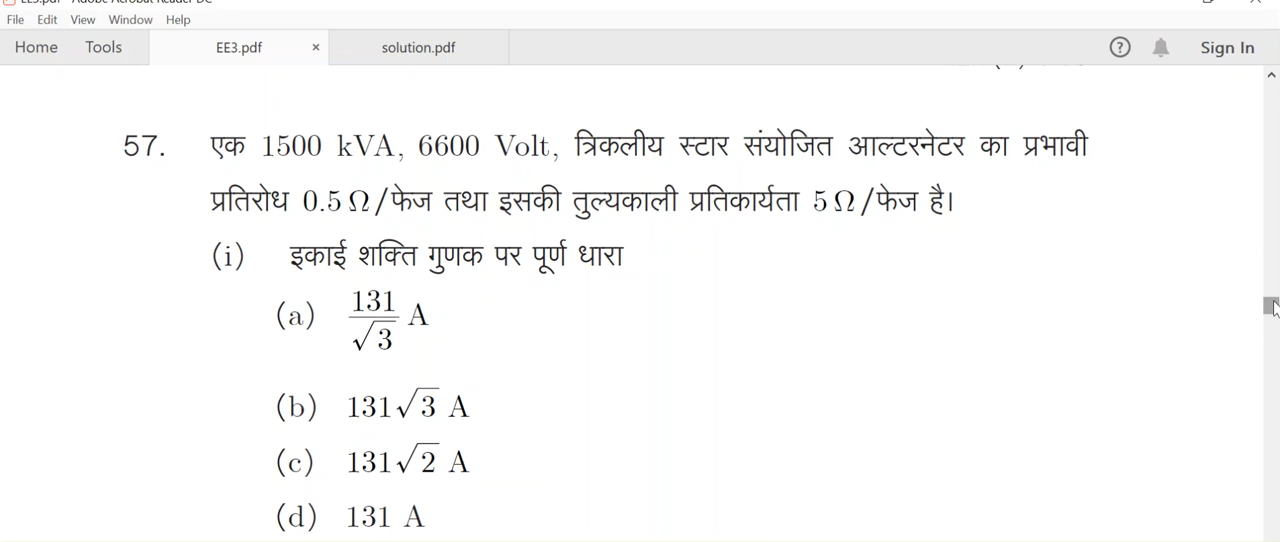 File Edit View Window Help
Home Tools EE3.pdf × solution.pdf ? Sign In
57. एक 1500 kVA, 6600 Volt, त्रिकलीय स्टार संयोजित आल्टरनेटर का प्रभावी
प्रतिरोध 0.5 Ω/फेज तथा इसकी तुल्यकाली प्रतिकार्यता 5 Ω/फेज है।
(i) इकाई शक्ति गुणक पर पूर्ण धारा
(a) 131/√3 A
(b) 131√3 A
(c) 131√2 A
(d) 131 A